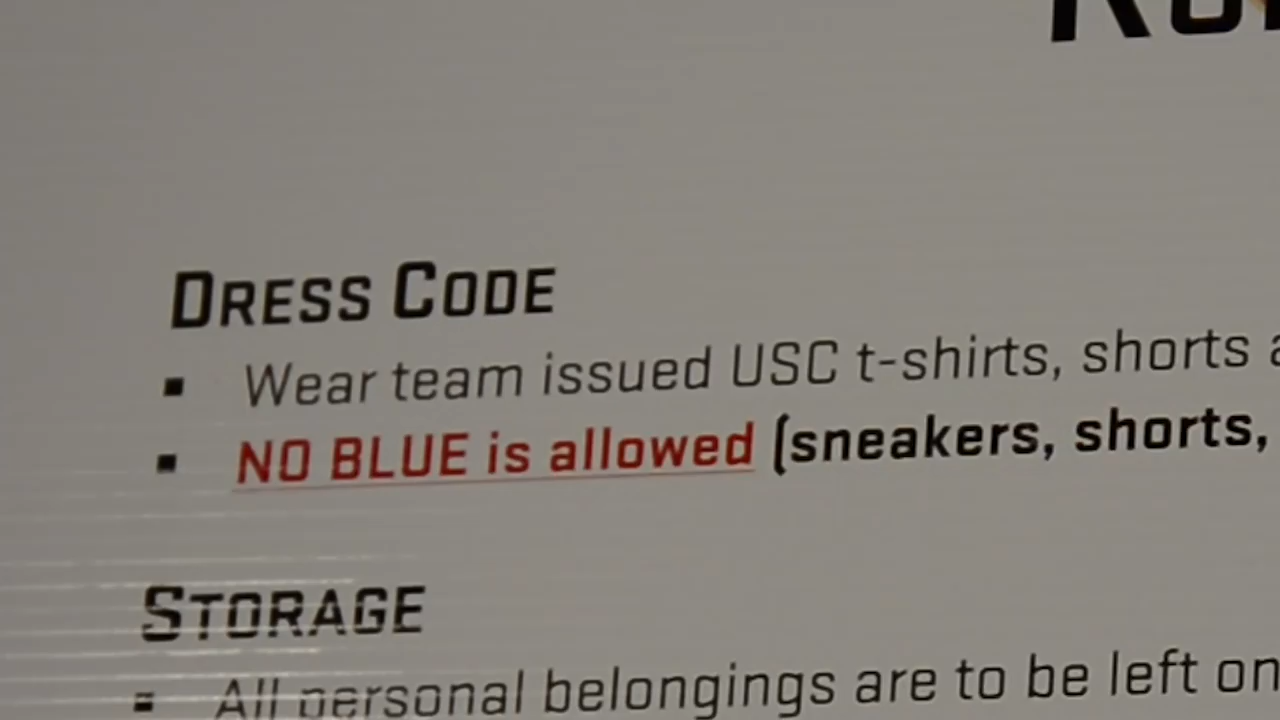 DRESS CODE
▪ Wear team issued USC t-shirts, shorts
▪ NO BLUE is allowed (sneakers, shorts,
STORAGE
▪ All personal belongings are to be left on